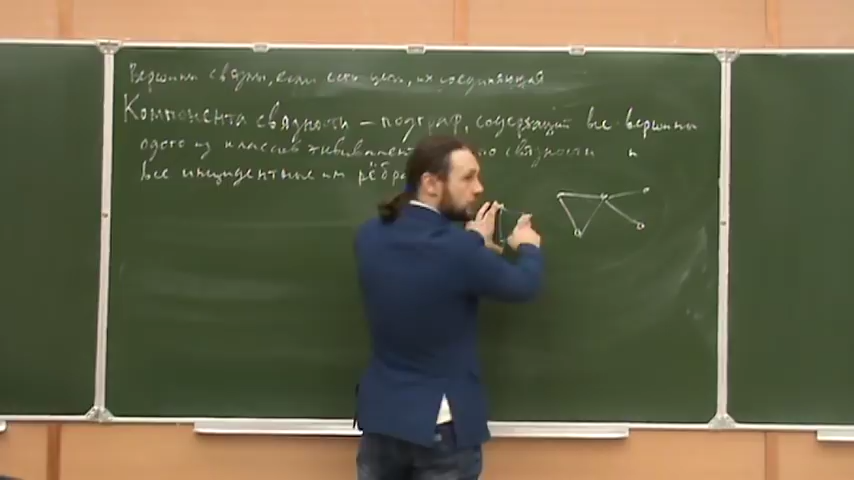 Вершины связны, если есть цепь, их соединяющая
Компонента связности – подграф, содержащий все вершины
одного из классов эквивалент по связности и
все инцидентные им рёбра